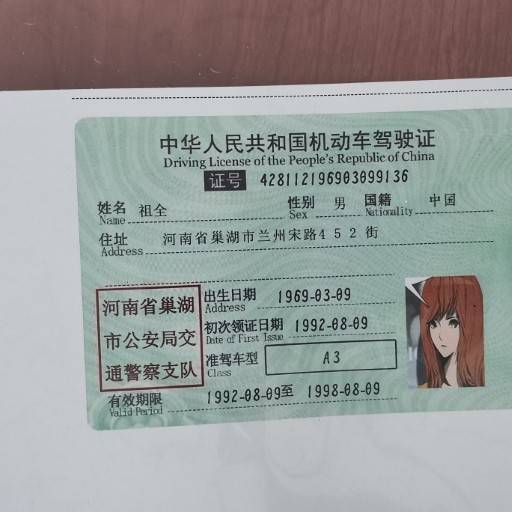 中华人民共和国机动车驾驶证
Driving License of the People's Republic of China
证号 428112196903099136
姓名 祖全 性别 男 国籍 中国
Name Sex Nationality
住址 河南省巢湖市兰州宋路452街
Address
河南省巢湖
市公安局交
通警察支队
出生日期 1969-03-09
Address
初次领证日期 1992-08-09
Date of First Issue
准驾车型 A3
Class
有效期限 1992-08-09至 1998-08-09
Valid Period